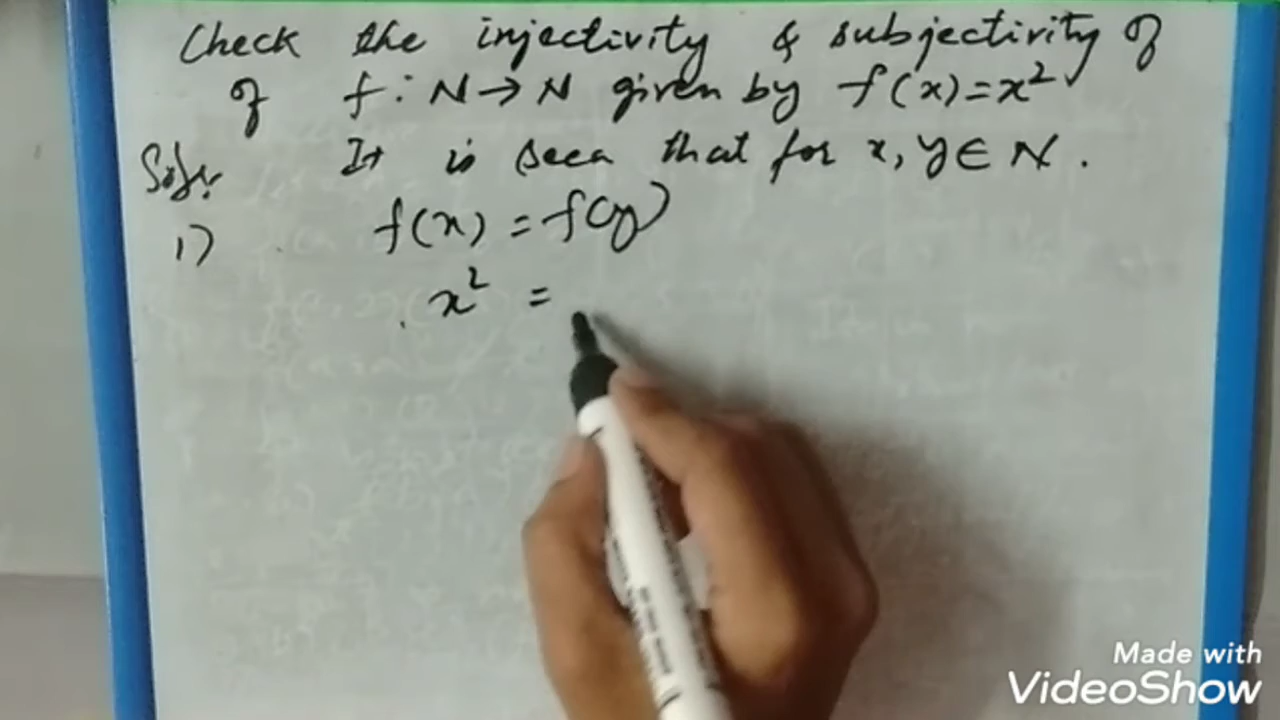 Check the injectivity & subjectivity of
of f : N → N given by f(x) = x²
Soln. It is seen that for x, y ∈ N .
1) f(x) = f(y)
x² =
Made with
VideoShow